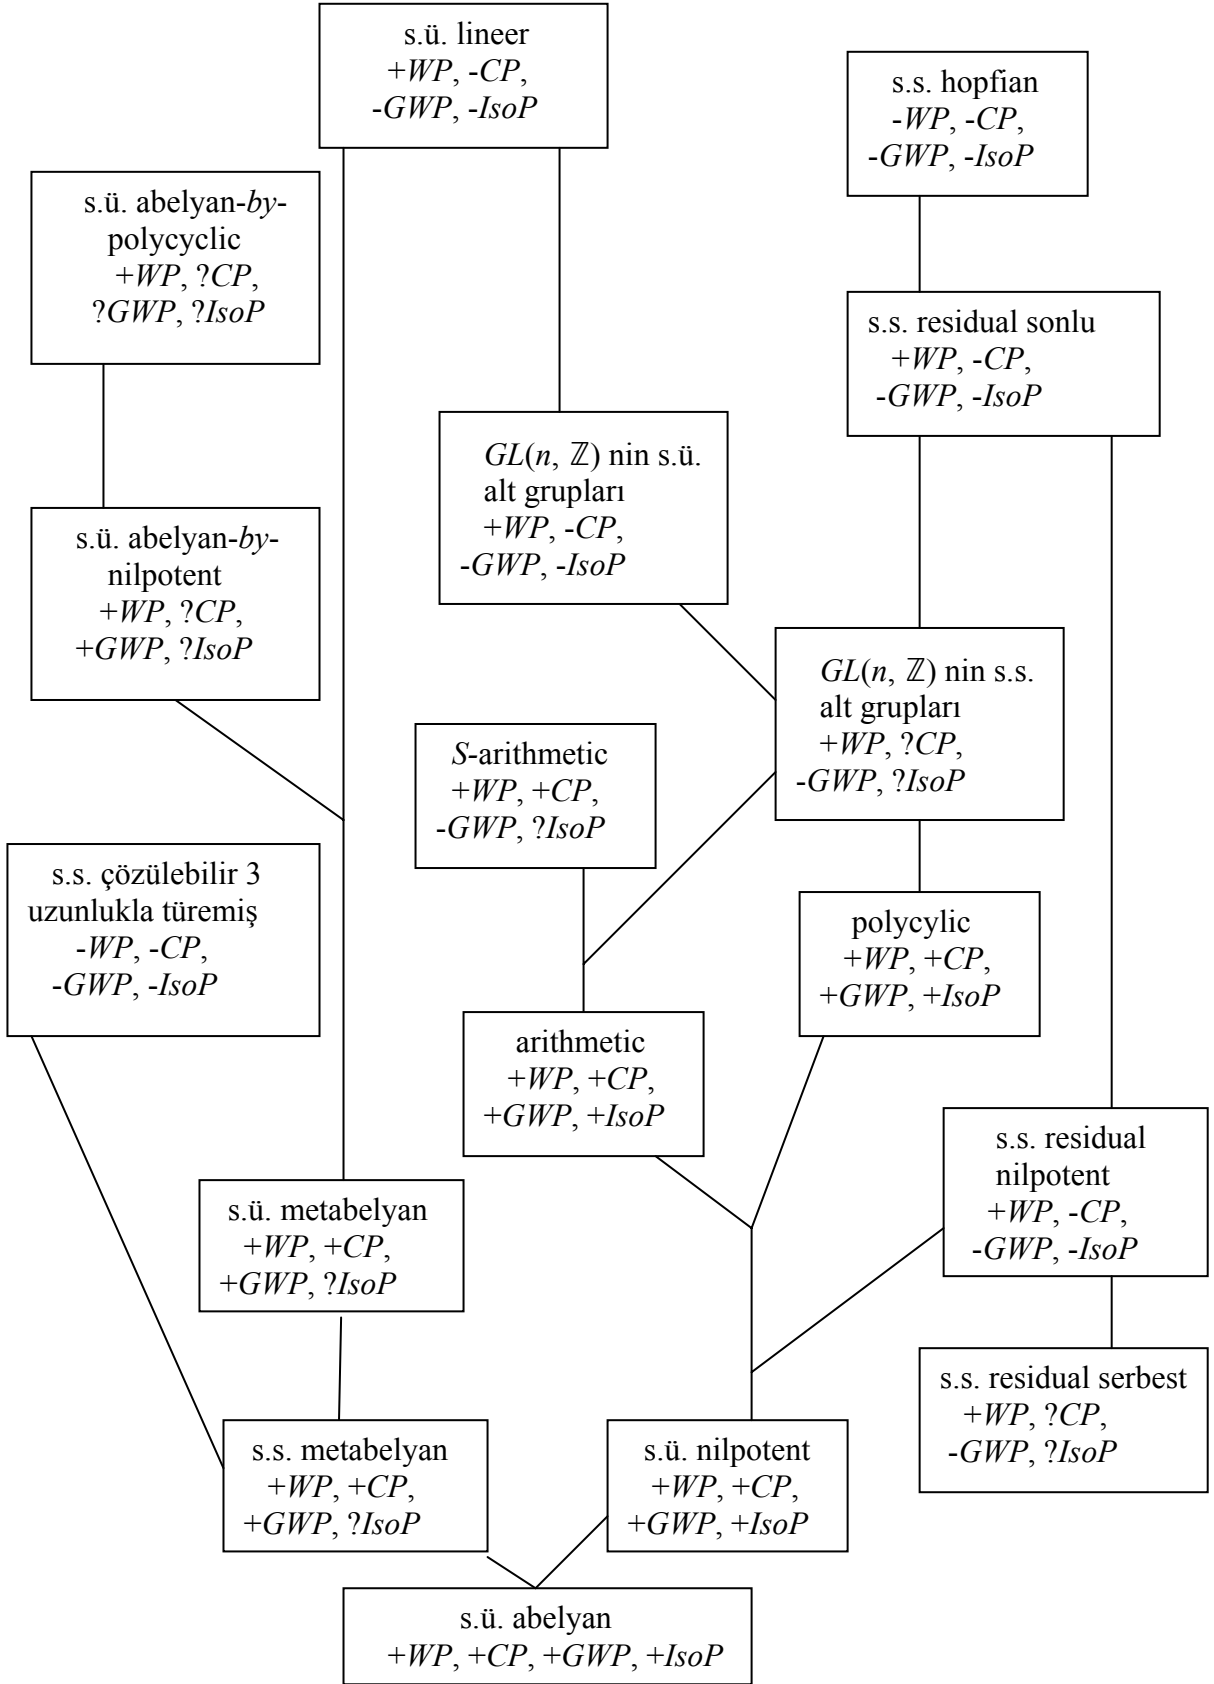 s.ü. lineer
+WP, -CP,
-GWP, -IsoP
s.s. hopfian
-WP, -CP,
-GWP, -IsoP
s.ü. abelyan-by-
polycyclic
+WP, ?CP,
?GWP, ?IsoP
s.s. residual sonlu
+WP, -CP,
-GWP, -IsoP
GL(n, ℤ) nin s.ü.
alt grupları
+WP, -CP,
-GWP, -IsoP
s.ü. abelyan-by-
nilpotent
+WP, ?CP,
+GWP, ?IsoP
GL(n, ℤ) nin s.s.
alt grupları
+WP, ?CP,
-GWP, ?IsoP
S-arithmetic
+WP, +CP,
-GWP, ?IsoP
s.s. çözülebilir 3
uzunlukla türemiş
-WP, -CP,
-GWP, -IsoP
polycylic
+WP, +CP,
+GWP, +IsoP
arithmetic
+WP, +CP,
+GWP, +IsoP
s.s. residual
nilpotent
+WP, -CP,
-GWP, -IsoP
s.ü. metabelyan
+WP, +CP,
+GWP, ?IsoP
s.s. residual serbest
+WP, ?CP,
-GWP, ?IsoP
s.s. metabelyan
+WP, +CP,
+GWP, ?IsoP
s.ü. nilpotent
+WP, +CP,
+GWP, +IsoP
s.ü. abelyan
+WP, +CP, +GWP, +IsoP